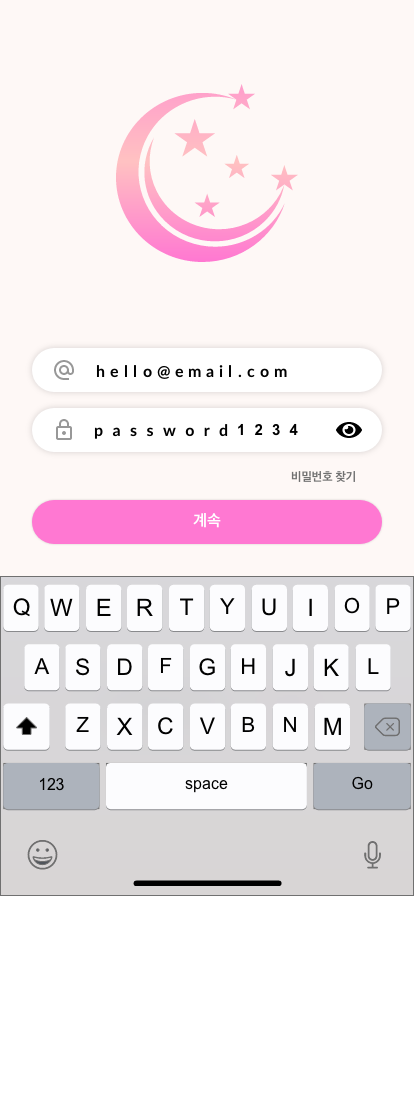 hello@email.com
password1234
비밀번호 찾기
계속
Q W E R T Y U I O P
A S D F G H J K L
Z X C V B N M
123 space Go